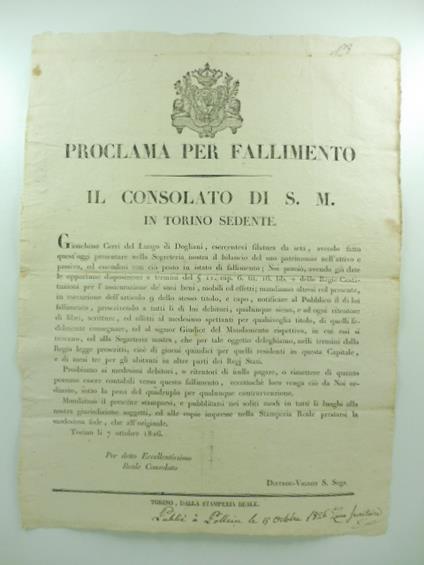 PROCLAMA PER FALLIMENTO
IL CONSOLATO DI S. M.
IN TORINO SEDENTE.
Gioachino Cerri del Luogo di Dogliani, esercenteci filatura da seta, avendo fatto
quest'oggi presentare nella Segreteria nostra il bilancio del suo patrimonio nell'attivo e
passivo, ed essendosi con ciò posto in istato di fallimento; Noi perciò, avendo già date
le opportune disposizioni a termini del § 11, cap. 6, tit. 16, lib. 2 delle Regie Costi-
tuzioni per l'assicurazione de' suoi beni, mobili ed effetti; mandiamo altresì col presente,
in esecuzione dell'articolo 9 dello stesso titolo, e capo, notificare al Pubblico il di lui
fallimento, prescrivendo a tutti li di lui debitori, qualunque siano, e ad ogni ritentore
di libri, scritture, ed effetti al medesimo spettanti per qualsivoglia titolo, di quelli fe-
delmente consegnare, od al signor Giudice del Mandamento rispettivo, in cui essi si
trovano, od alla Segreteria nostra, che per tale oggetto deleghiamo, nelli termini dalla
Regia legge prescritti, cioè di giorni quindici per quelli residenti in questa Capitale,
e di mesi tre per gli abitanti in altre parti dei Regj Stati.
Proibiamo ai medesimi debitori, e ritentori di nulla pagare, o rimettere di quanto
possono essere contabili verso questo fallimento, eccettochè loro venga ciò da Noi or-
dinato, sotto la pena del quadruplo per qualunque contravvenzione.
Mandiamo il presente stamparsi, e pubblicarsi nei soliti modi in tutti li luoghi alla
nostra giurisdizione soggetti, ed alle copie impresse nella Stamperia Reale prestarsi la
medesima fede, che all'originale.
Torino li 7 ottobre 1826.
Per detto Eccellentissimo
Reale Consolato
S. Segr.
TORINO, DALLA STAMPERIA REALE.
Publié à le 15 Octobre 1826